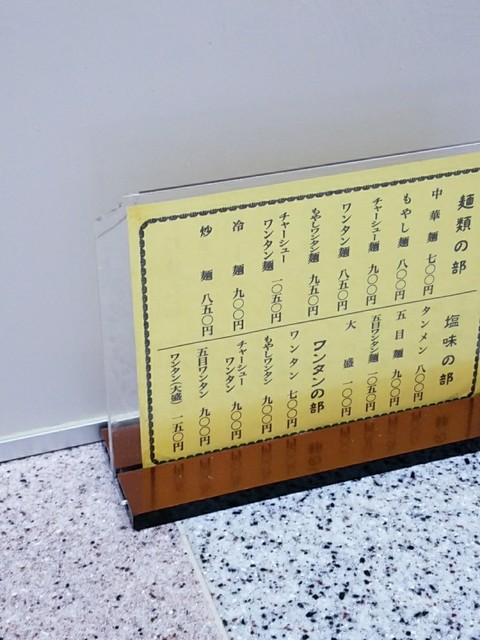 麺類の部
中華麺 七〇〇円
もやし麺 八〇〇円
チャーシュー麺 九〇〇円
ワンタン麺 八五〇円
もやしワンタン麺 九五〇円
チャーシューワンタン麺 一〇五〇円
冷麺 九〇〇円
炒麺 八五〇円
塩味の部
タンメン 八〇〇円
五目麺 九〇〇円
五目ワンタン麺 一〇五〇円
大盛 一〇〇円
ワンタンの部
ワンタン 七〇〇円
もやしワンタン 九〇〇円
チャーシューワンタン 九〇〇円
五目ワンタン 九〇〇円
ワンタン(大盛) 一五〇円